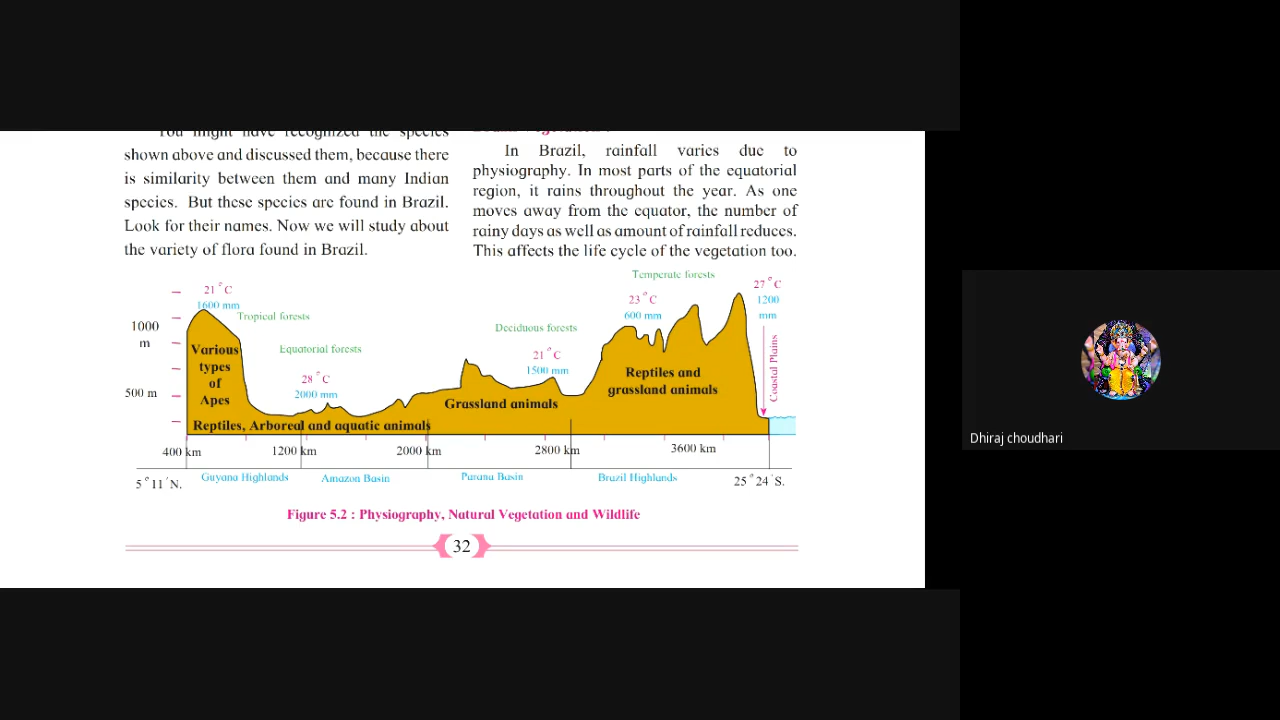 You might have recognized the species
shown above and discussed them, because there
is similarity between them and many Indian
species. But these species are found in Brazil.
Look for their names. Now we will study about
the variety of flora found in Brazil.
In Brazil, rainfall varies due to
physiography. In most parts of the equatorial
region, it rains throughout the year. As one
moves away from the equator, the number of
rainy days as well as amount of rainfall reduces.
This affects the life cycle of the vegetation too.
Temperate forests
21°C
1600 mm
Tropical forests
27°C
1200
mm
23°C
600 mm
1000
m
Deciduous forests
Equatorial forests
21°C
1500 mm
Various
types
of
Apes
28°C
2000 mm
Coastal Plains
Reptiles and
grassland animals
500 m
Grassland animals
Reptiles, Arboreal and aquatic animals
400 km
1200 km
2000 km
2800 km
3600 km
5°11'N.
Guyana Highlands
Amazon Basin
Parana Basin
Brazil Highlands
25°24'S.
Figure 5.2 : Physiography, Natural Vegetation and Wildlife
32
Dhiraj choudhari